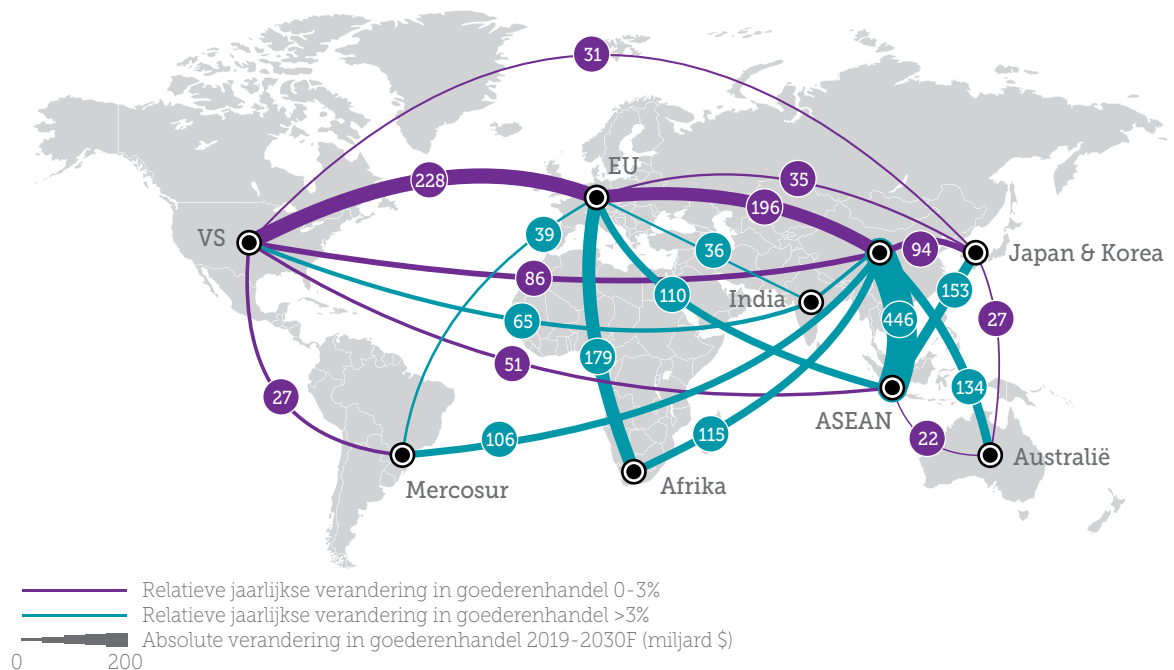 31
EU
228
35
196
VS
39
36
94
Japan & Korea
86
110
India
153
65
446
27
179
51
27
134
ASEAN
106
115
22
Australië
Mercosur
Afrika
Relatieve jaarlijkse verandering in goederenhandel 0-3%
Relatieve jaarlijkse verandering in goederenhandel >3%
Absolute verandering in goederenhandel 2019-2030F (miljard $)
0 200